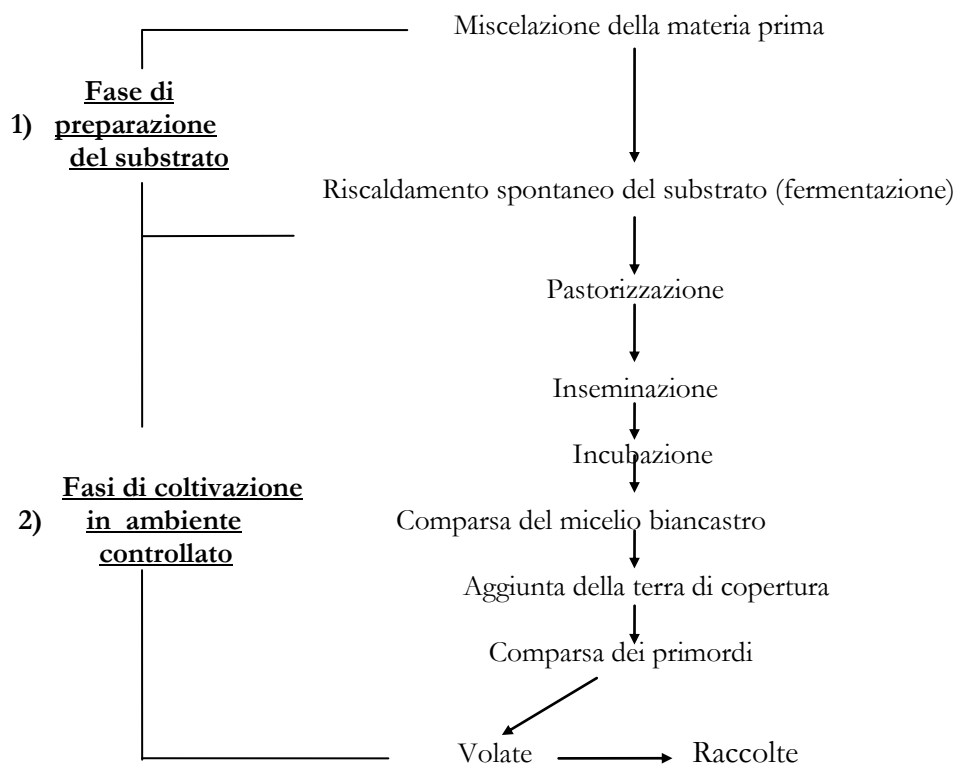 Miscelazione della materia prima
Fase di
1) preparazione
del substrato
Riscaldamento spontaneo del substrato (fermentazione)
Pastorizzazione
Inseminazione
Incubazione
Fasi di coltivazione
2) in ambiente
controllato
Comparsa del micelio biancastro
Aggiunta della terra di copertura
Comparsa dei primordi
Volate
Raccolte